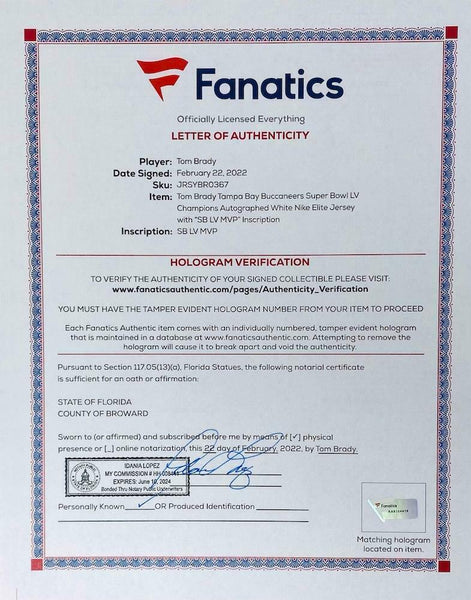 Fanatics
Officially Licensed Everything
LETTER OF AUTHENTICITY
Player: Tom Brady
Date Signed: February 22, 2022
Sku: JRSYBR0367
Item: Tom Brady Tampa Bay Buccaneers Super Bowl LV
Champions Autographed White Nike Elite Jersey
with "SB LV MVP" Inscription
Inscription: SB LV MVP
HOLOGRAM VERIFICATION
TO VERIFY THE AUTHENTICITY OF YOUR SIGNED COLLECTIBLE PLEASE VISIT:
www.fanaticsauthentic.com/pages/Authenticity_Verification
YOU MUST HAVE THE TAMPER EVIDENT HOLOGRAM NUMBER FROM YOUR ITEM TO PROCEED
Each Fanatics Authentic item comes with an individually numbered, tamper evident hologram
that is maintained in a database at www.fanaticsauthentic.com. Attempting to remove the
hologram will cause it to break apart and void the authenticity.
Pursuant to Section 117.05(13)(a), Florida Statues, the following notarial certificate
is sufficient for an oath or affirmation:
STATE OF FLORIDA
COUNTY OF BROWARD
Sworn to (or affirmed) and subscribed before me by means of [✓] physical
presence or [_] online notarization, this 22 day of February, 2022, by Tom Brady.
IDANIA LOPEZ
MY COMMISSION #
EXPIRES: June 10, 2024
Bonded Thru Notary Public Underwriters
Personally Known ✓ OR Produced Identification
Fanatics
Matching hologram
located on item.